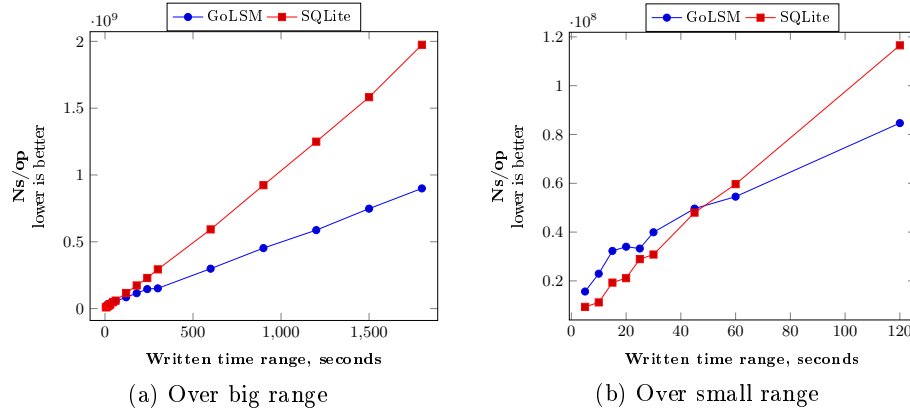 GoLSM SQLite
·10^9
2
1.5
1
0.5
0
Ns/op
lower is better
0 500 1,000 1,500
Written time range, seconds
(a) Over big range
GoLSM SQLite
·10^8
1.2
1
0.8
0.6
0.4
0.2
Ns/op
lower is better
0 20 40 60 80 100 120
Written time range, seconds
(b) Over small range